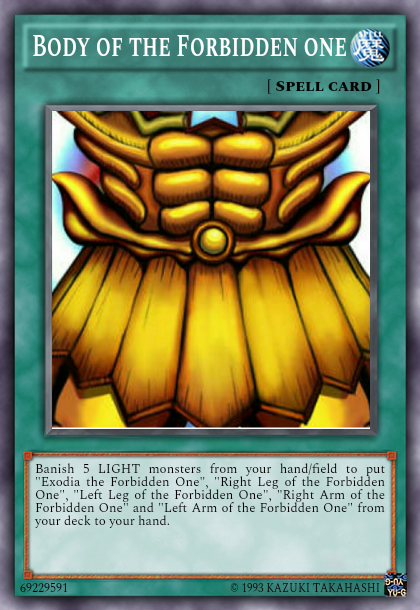 Body of the Forbidden one
[ SPELL CARD ]
Banish 5 LIGHT monsters from your hand/field to put
"Exodia the Forbidden One", "Right Leg of the Forbidden
One", "Left Leg of the Forbidden One", "Right Arm of the
Forbidden One" and "Left Arm of the Forbidden One" from
your deck to your hand.
69229591
© 1993 KAZUKI TAKAHASHI